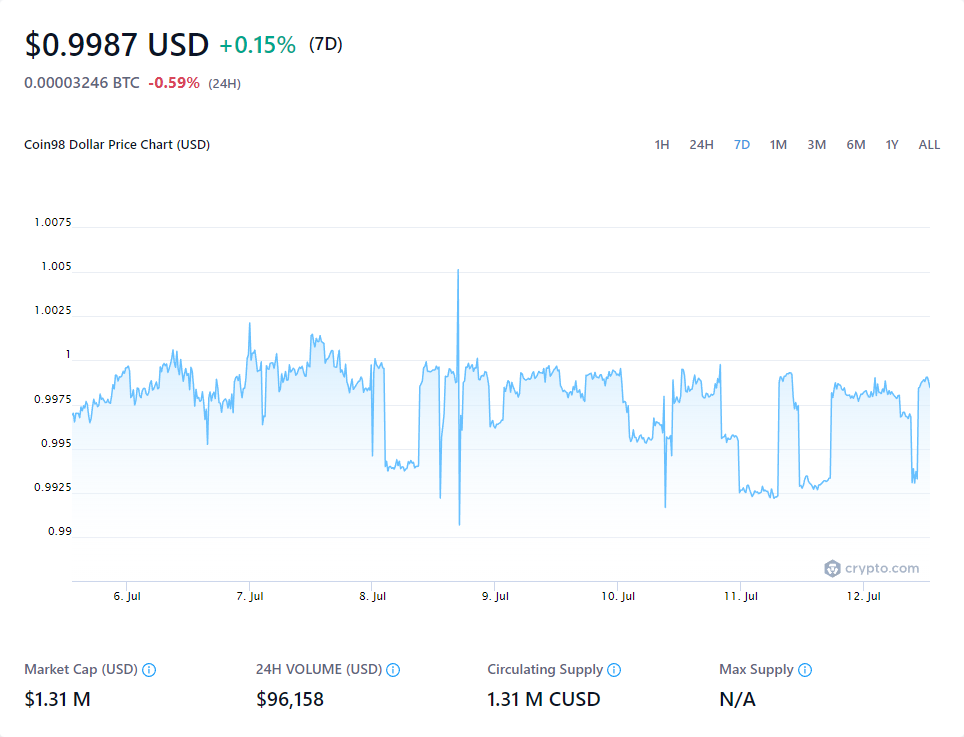 $0.9987 USD +0.15% (7D)
0.00003246 BTC -0.59% (24H)
Coin98 Dollar Price Chart (USD) 1H 24H 7D 1M 3M 6M 1Y ALL
1.0075
1.005
1.0025
1
0.9975
0.995
0.9925
0.99
crypto.com
6. Jul 7. Jul 8. Jul 9. Jul 10. Jul 11. Jul 12. Jul
Market Cap (USD) 24H VOLUME (USD) Circulating Supply Max Supply
$1.31 M $96,158 1.31 M CUSD N/A